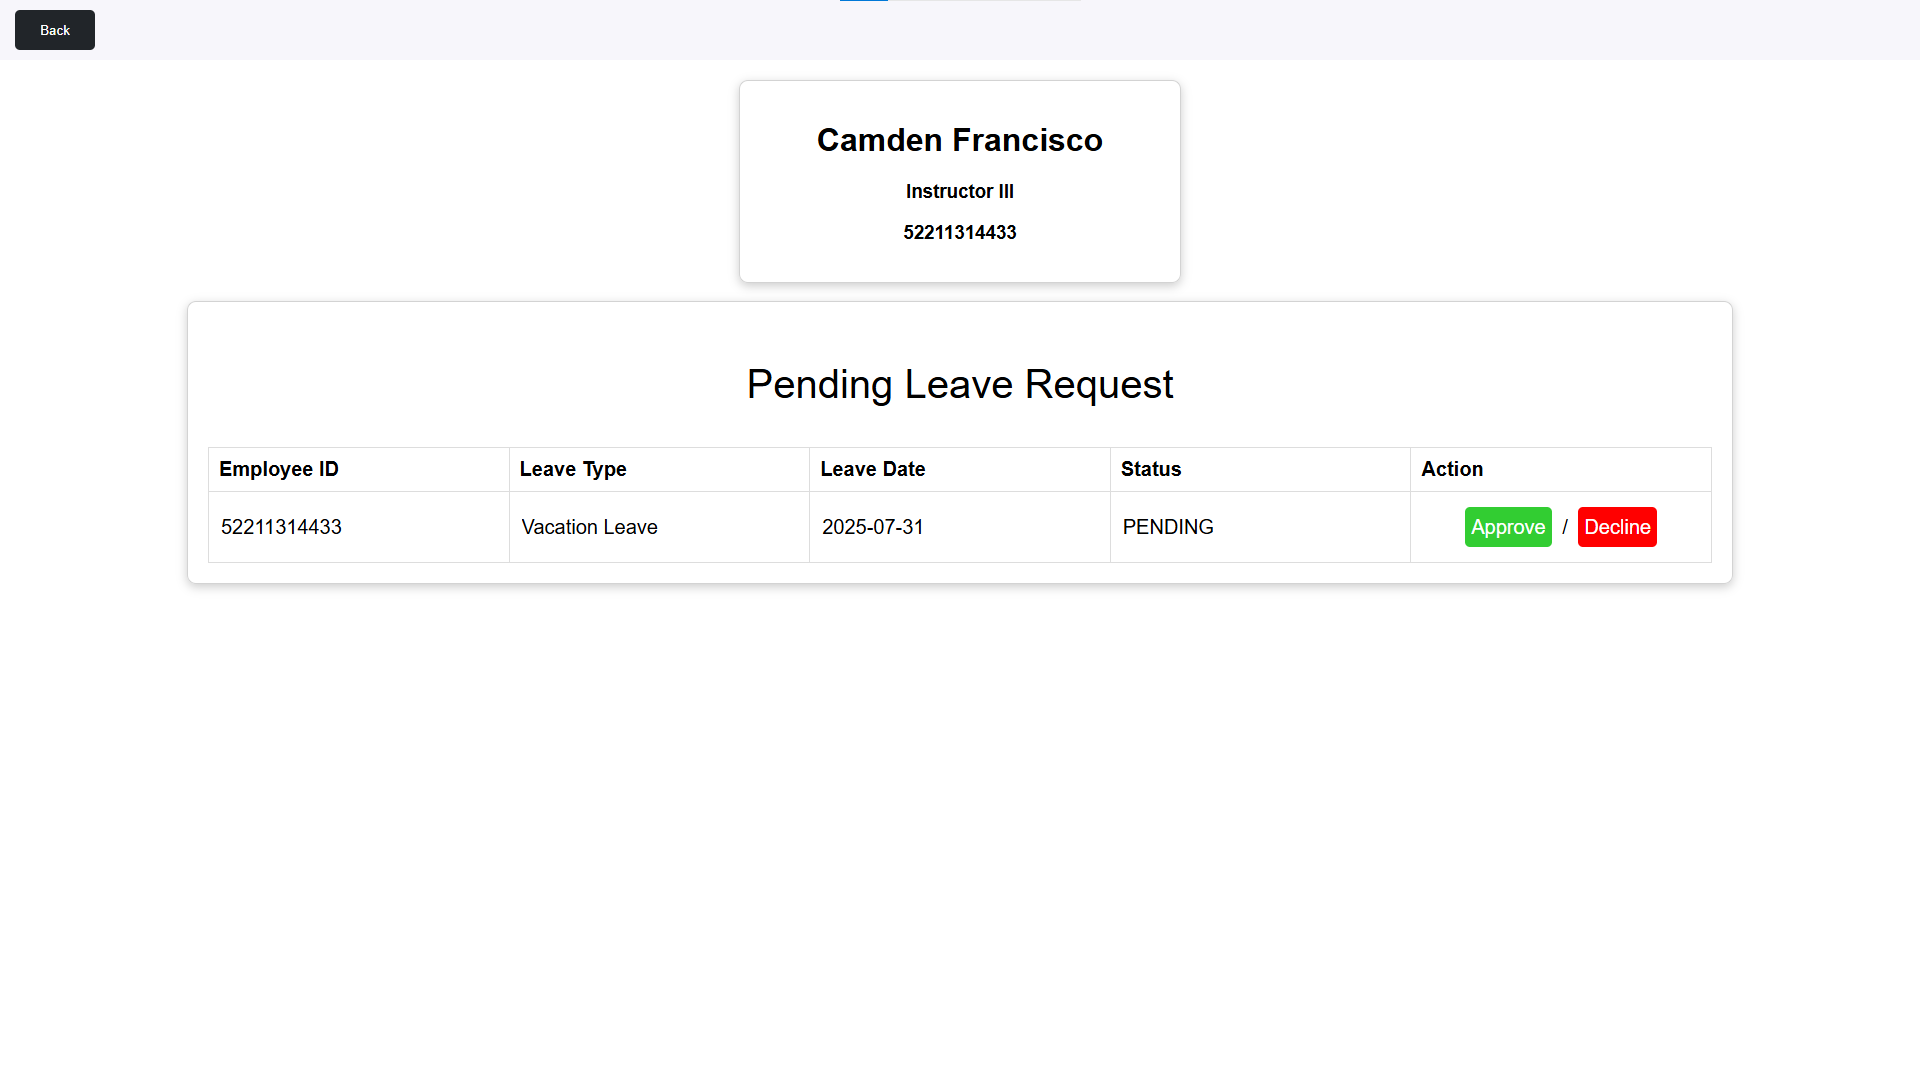 Back
Camden Francisco
Instructor III
52211314433
Pending Leave Request
Employee ID Leave Type Leave Date Status Action
52211314433 Vacation Leave 2025-07-31 PENDING Approve / Decline